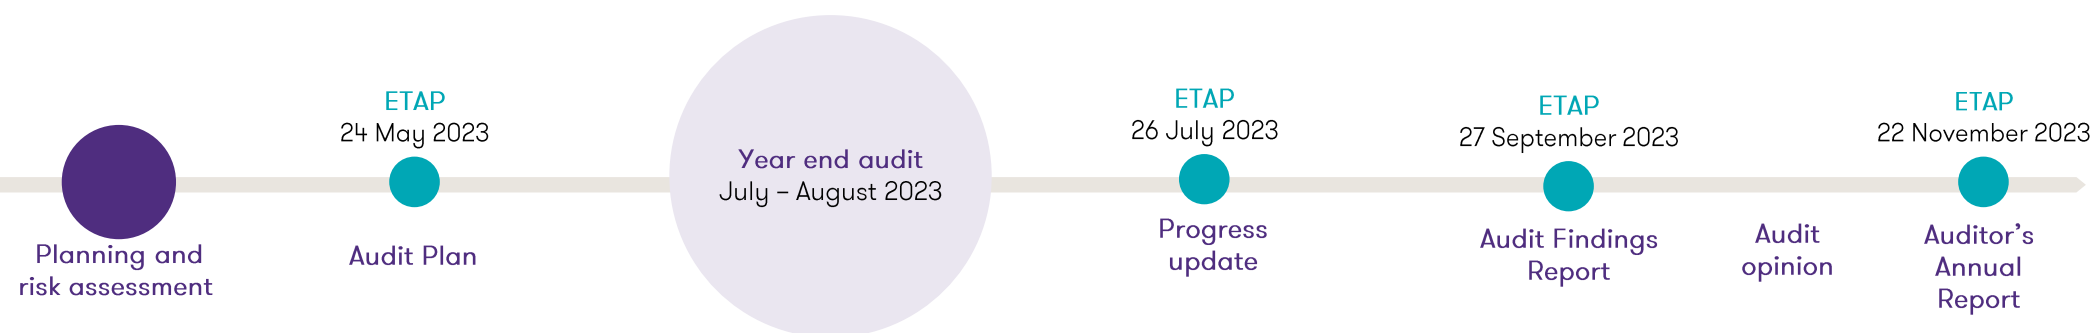 Planning and
risk assessment
ETAP
24 May 2023
Audit Plan
Year end audit
July – August 2023
ETAP
26 July 2023
Progress
update
ETAP
27 September 2023
Audit Findings
Report
Audit
opinion
ETAP
22 November 2023
Auditor's
Annual
Report